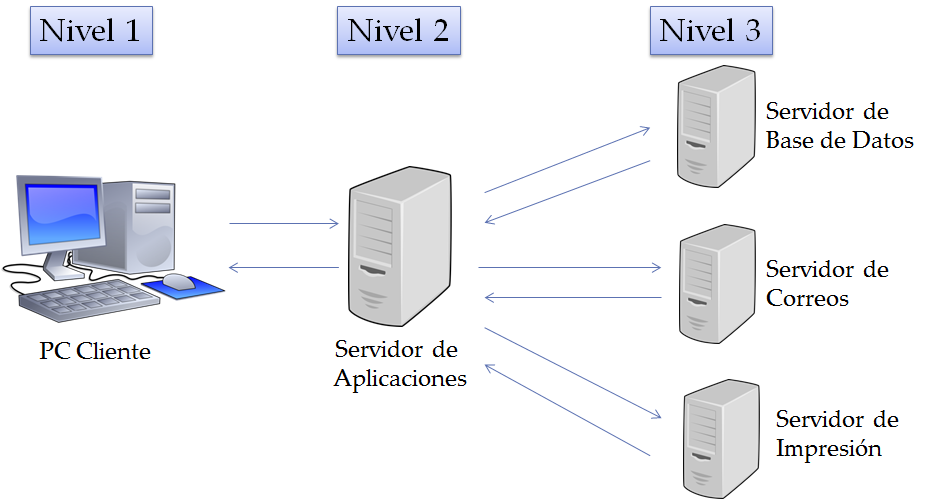 Nivel 1
Nivel 2
Nivel 3
Servidor de
Base de Datos
Servidor de
Correos
PC Cliente
Servidor de
Aplicaciones
Servidor de
Impresión